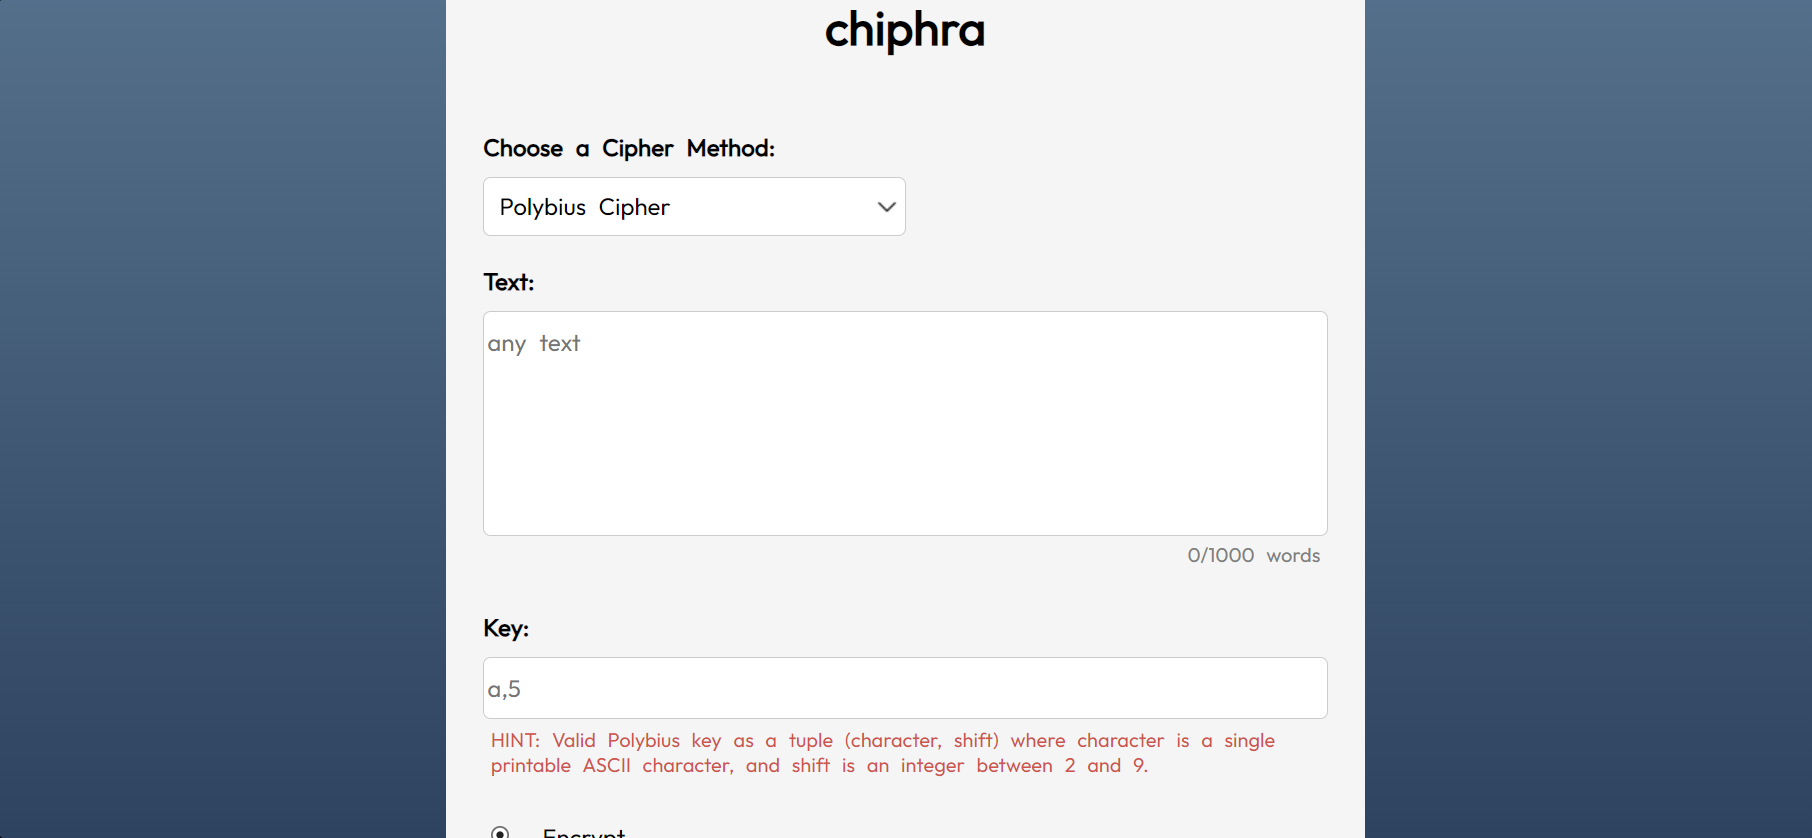 chiphra
Choose a Cipher Method:
Polybius Cipher
Text:
any text
0/1000 words
Key:
a,5
HINT: Valid Polybius key as a tuple (character, shift) where character is a single
printable ASCII character, and shift is an integer between 2 and 9.
Encrypt